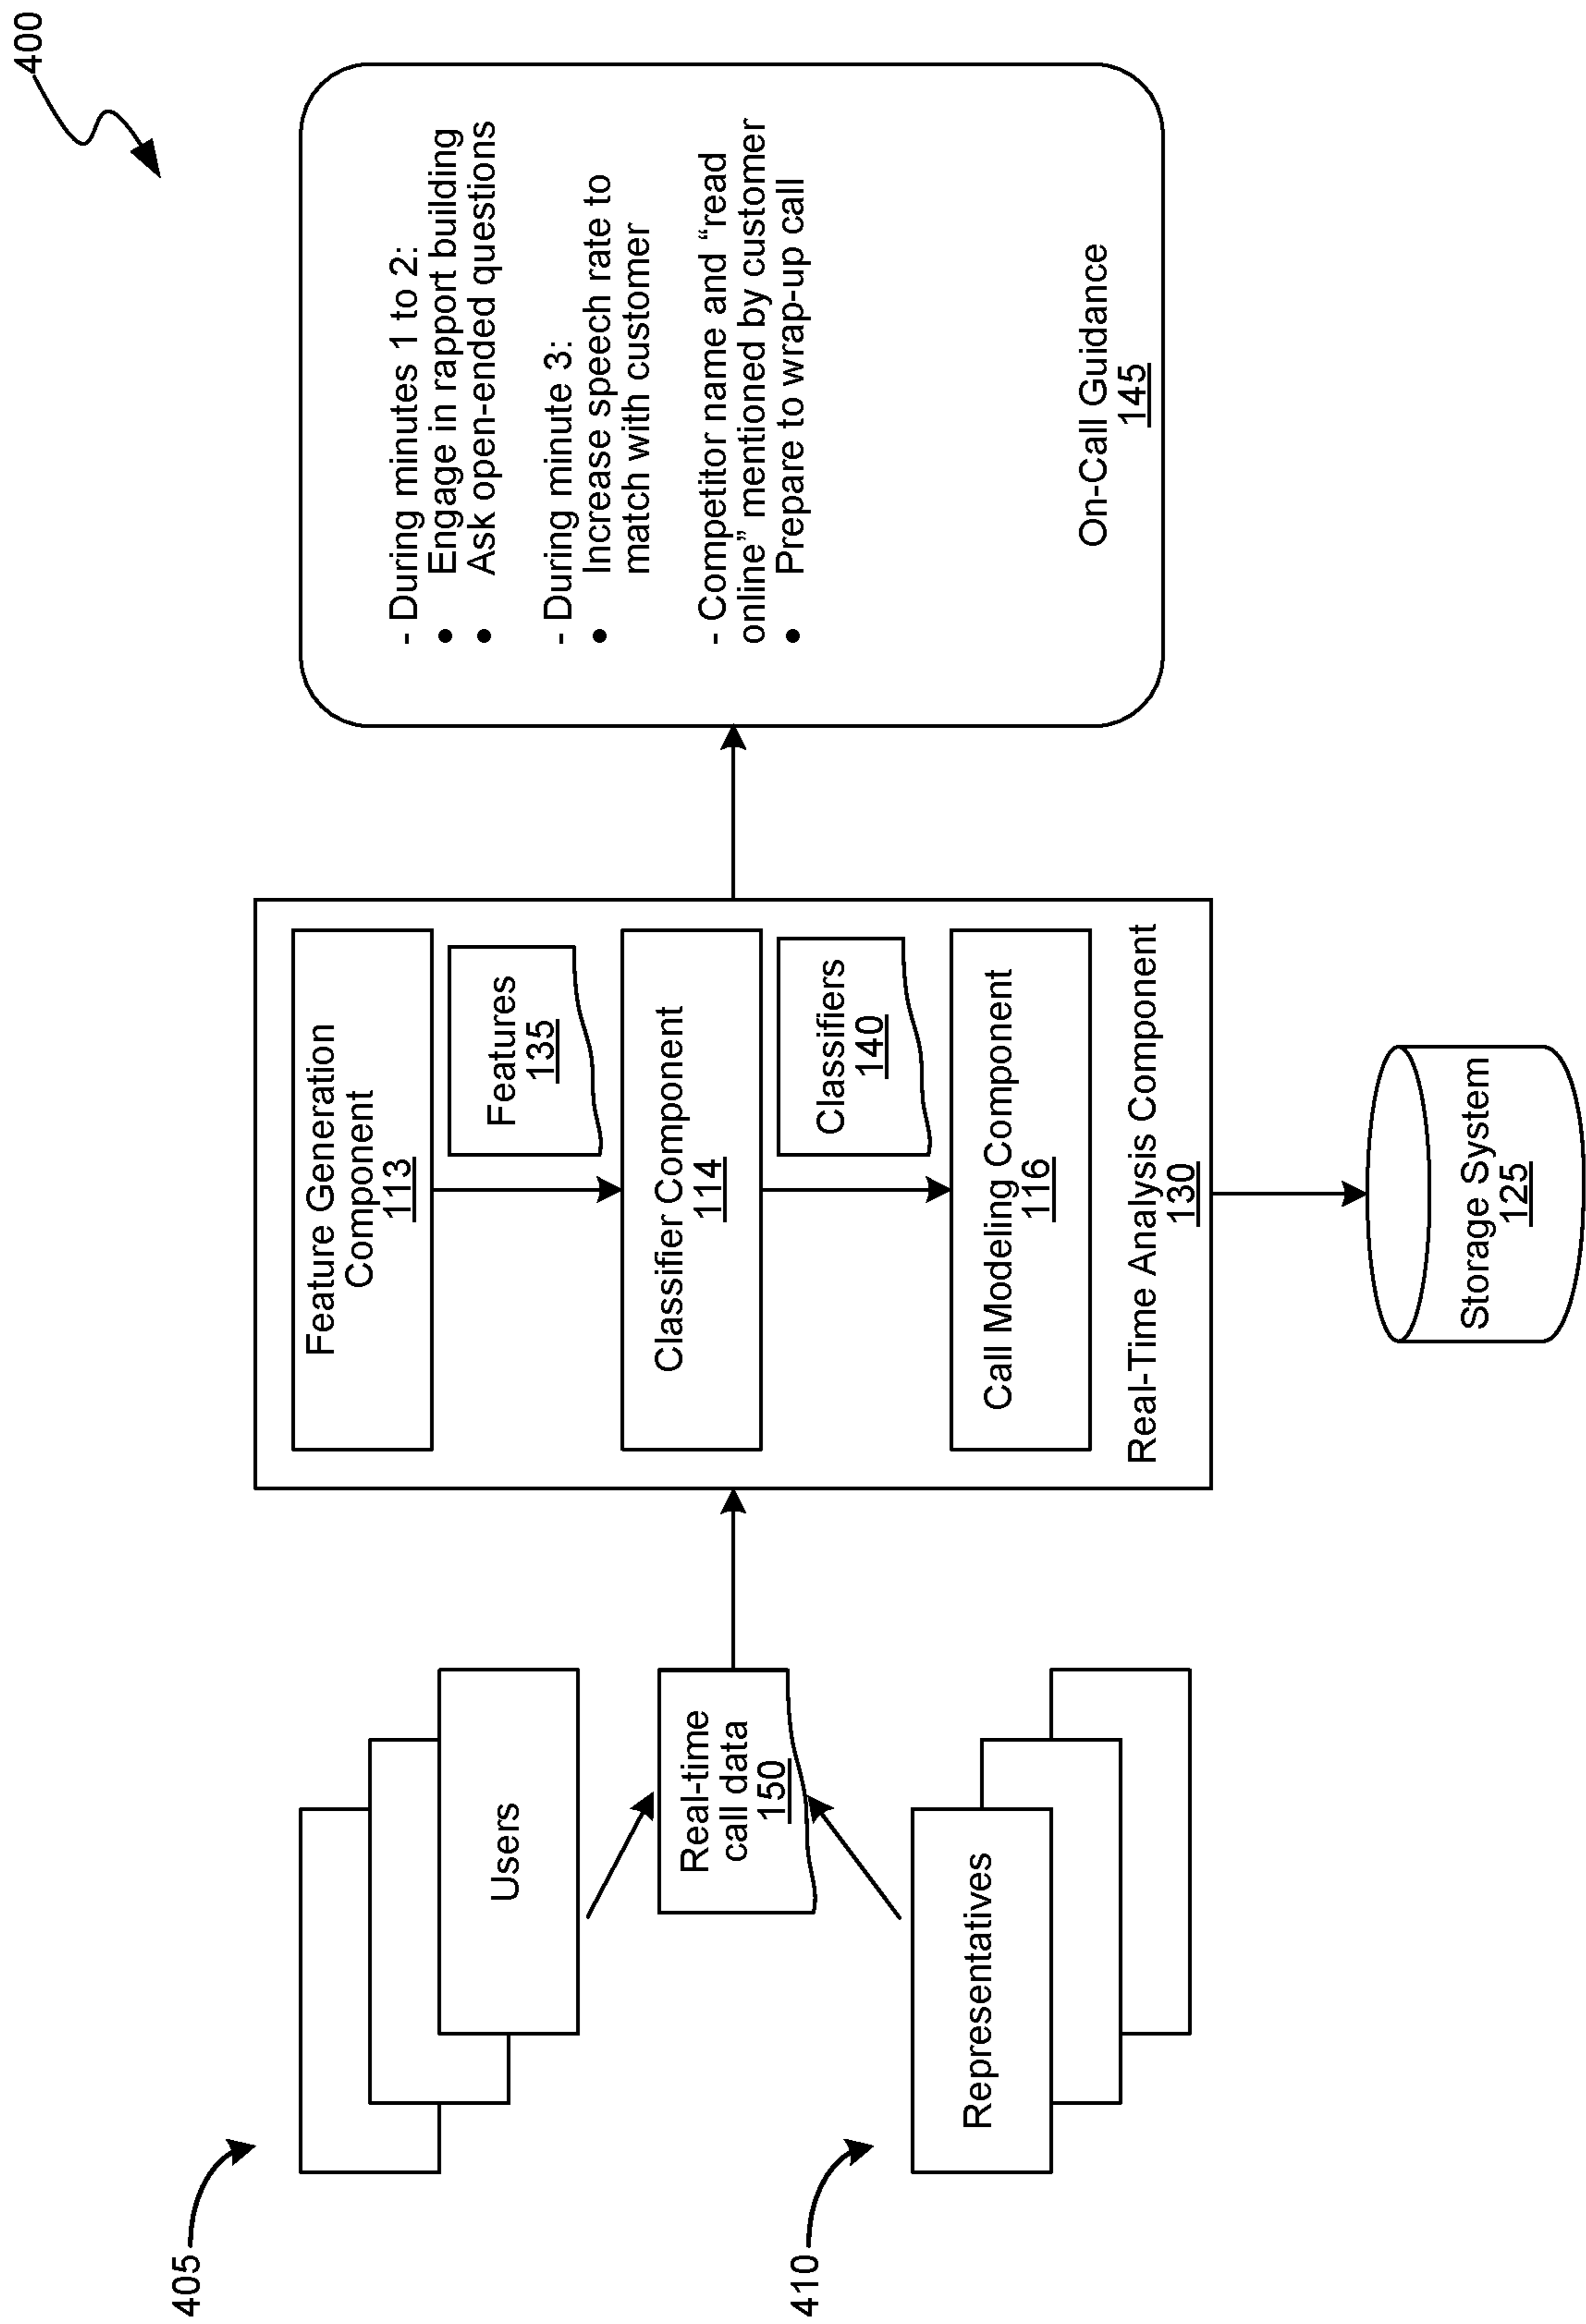 400
405
Users
Real-time
call data
150
410
Representatives
Feature Generation
Component
113
Features
135
Classifier Component
114
Classifiers
140
Call Modeling Component
116
Real-Time Analysis Component
130
Storage System
125
- During minutes 1 to 2:
• Engage in rapport building
• Ask open-ended questions
- During minute 3:
• Increase speech rate to
match with customer
- Competitor name and “read
online” mentioned by customer
• Prepare to wrap-up call
On-Call Guidance
145